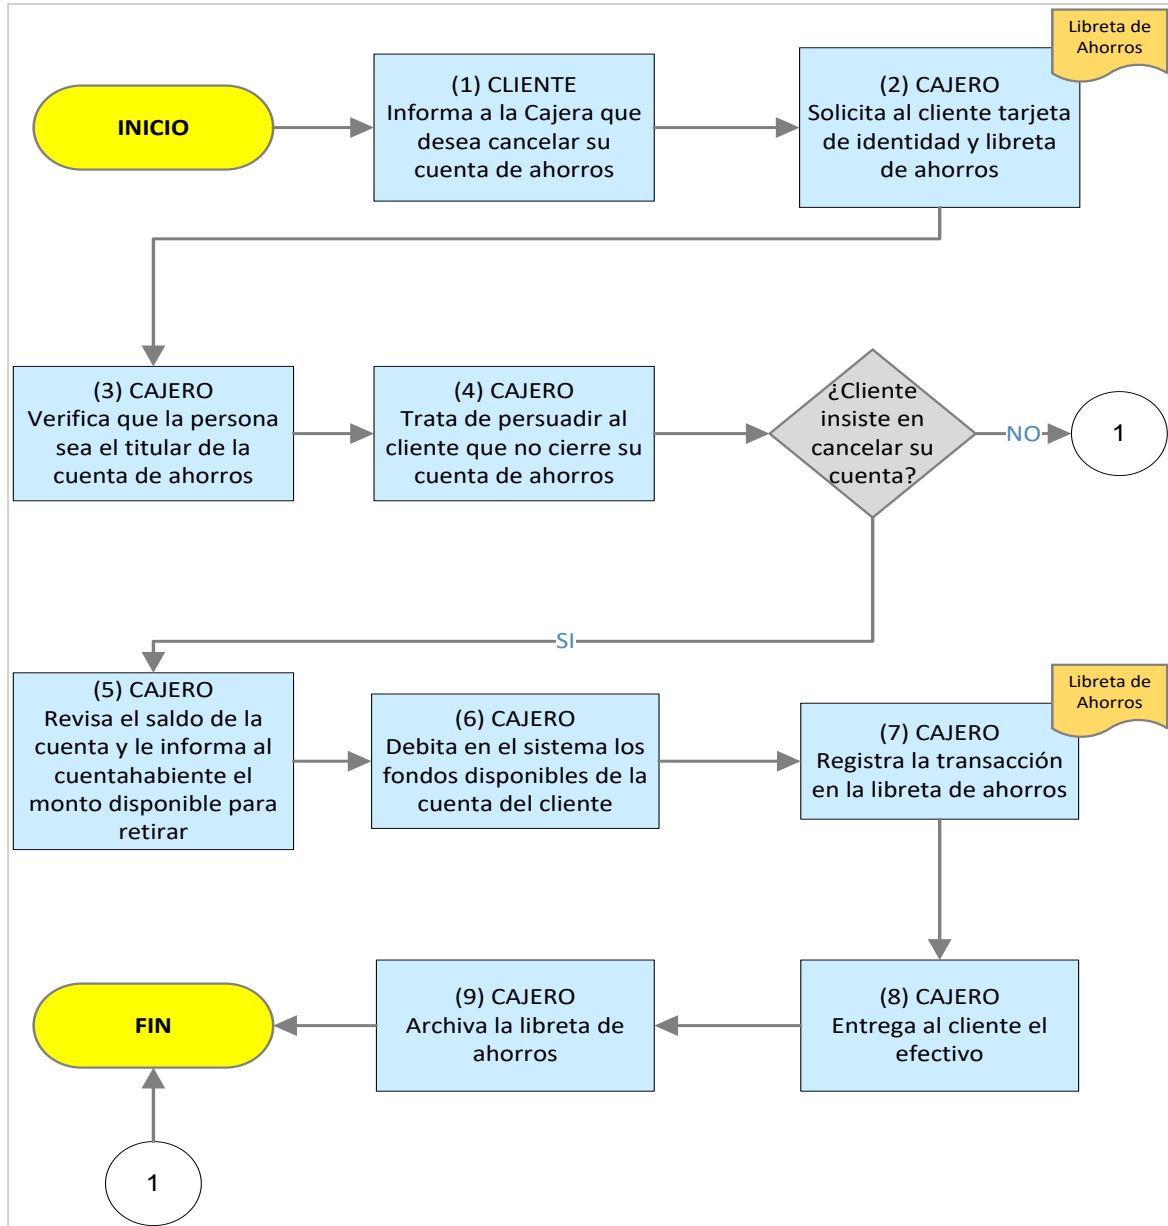 Libreta de
Ahorros
INICIO
(1) CLIENTE
Informa a la Cajera que
desea cancelar su
cuenta de ahorros
(2) CAJERO
Solicita al cliente tarjeta
de identidad y libreta
de ahorros
(3) CAJERO
Verifica que la persona
sea el titular de la
cuenta de ahorros
(4) CAJERO
Trata de persuadir al
cliente que no cierre su
cuenta de ahorros
¿Cliente
insiste en
cancelar su
cuenta?
NO
1
SI
(5) CAJERO
Revisa el saldo de la
cuenta y le informa al
cuentahabiente el
monto disponible para
retirar
(6) CAJERO
Debita en el sistema los
fondos disponibles de la
cuenta del cliente
Libreta de
Ahorros
(7) CAJERO
Registra la transacción
en la libreta de ahorros
(8) CAJERO
Entrega al cliente el
efectivo
(9) CAJERO
Archiva la libreta de
ahorros
FIN
1